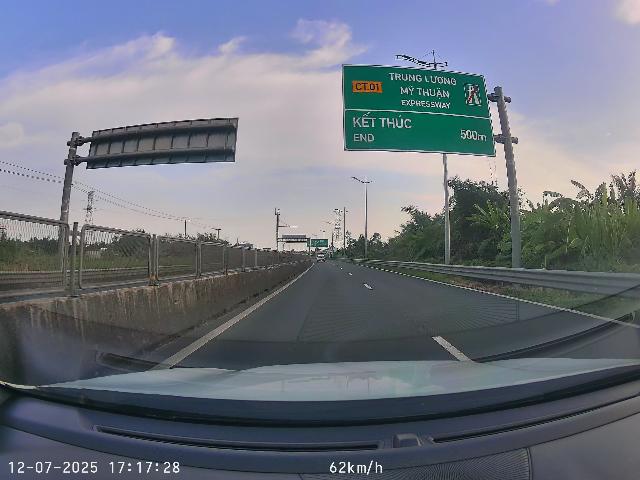 CT.01
TRUNG LƯƠNG
MỸ THUẬN
EXPRESSWAY
KẾT THÚC
END
500m
12-07-2025 17:17:28
62km/h